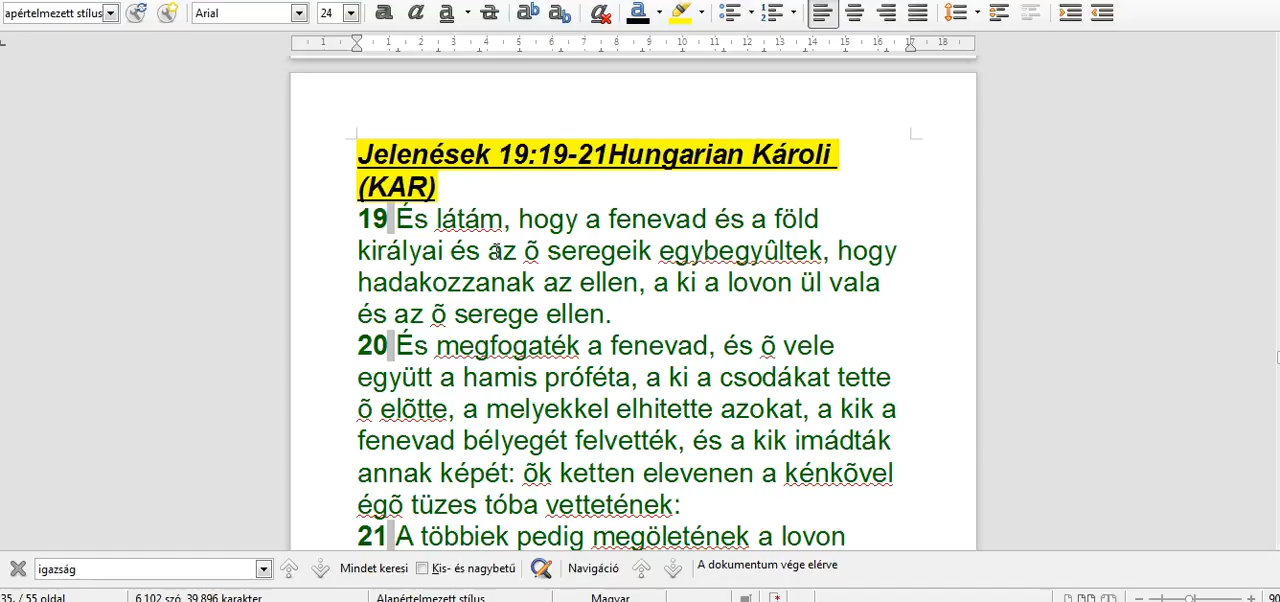 apértelmezett stílus Arial 24
1 1 2 3 4 5 6 7 8 9 10 11 12 13 14 15 16 17 18
Jelenések 19:19-21Hungarian Károli
(KAR)
19 És látám, hogy a fenevad és a föld
királyai és az õ seregeik egybegyûltek, hogy
hadakozzanak az ellen, a ki a lovon ül vala
és az õ serege ellen.
20 És megfogaték a fenevad, és õ vele
együtt a hamis próféta, a ki a csodákat tette
õ elõtte, a melyekkel elhitette azokat, a kik a
fenevad bélyegét felvették, és a kik imádták
annak képét: õk ketten elevenen a kénkõvel
égõ tüzes tóba vettetének:
21 A többiek pedig megöletének a lovon
igazság Mindet keresi Kis- és nagybetű Navigáció A dokumentum vége elérve
35. / 55 oldal 6 102 szó, 39 896 karakter Alapértelmezett stílus Magyar 90